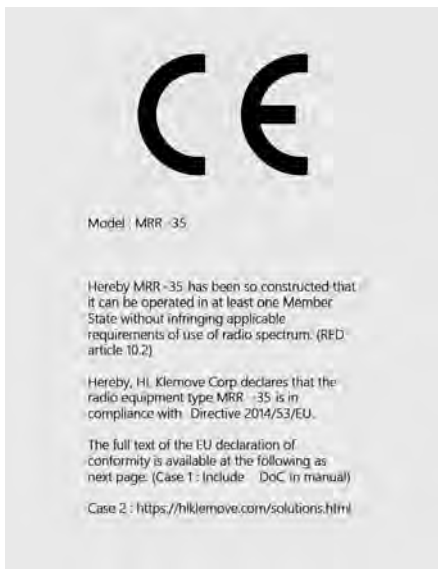 CE
Model : MRR -35
Hereby MRR-35 has been so constructed that
it can be operated in at least one Member
State without infringing applicable
requirements of use of radio spectrum. (RED
article 10.2)
Hereby, HL Klemove Corp declares that the
radio equipment type MRR -35 is in
compliance with Directive 2014/53/EU.
The full text of the EU declaration of
conformity is available at the following as
next page. (Case 1 : Include DoC in manual)
Case 2 : https://hlklemove.com/solutions.html